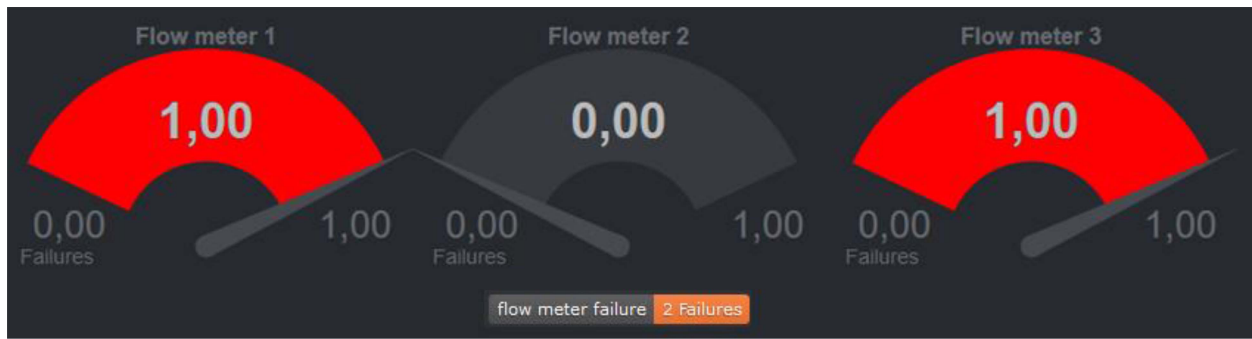 Flow meter 1
1,00
0,00
1,00
Failures
Flow meter 2
0,00
0,00
1,00
Failures
Flow meter 3
1,00
0,00
1,00
Failures
flow meter failure 2 Failures